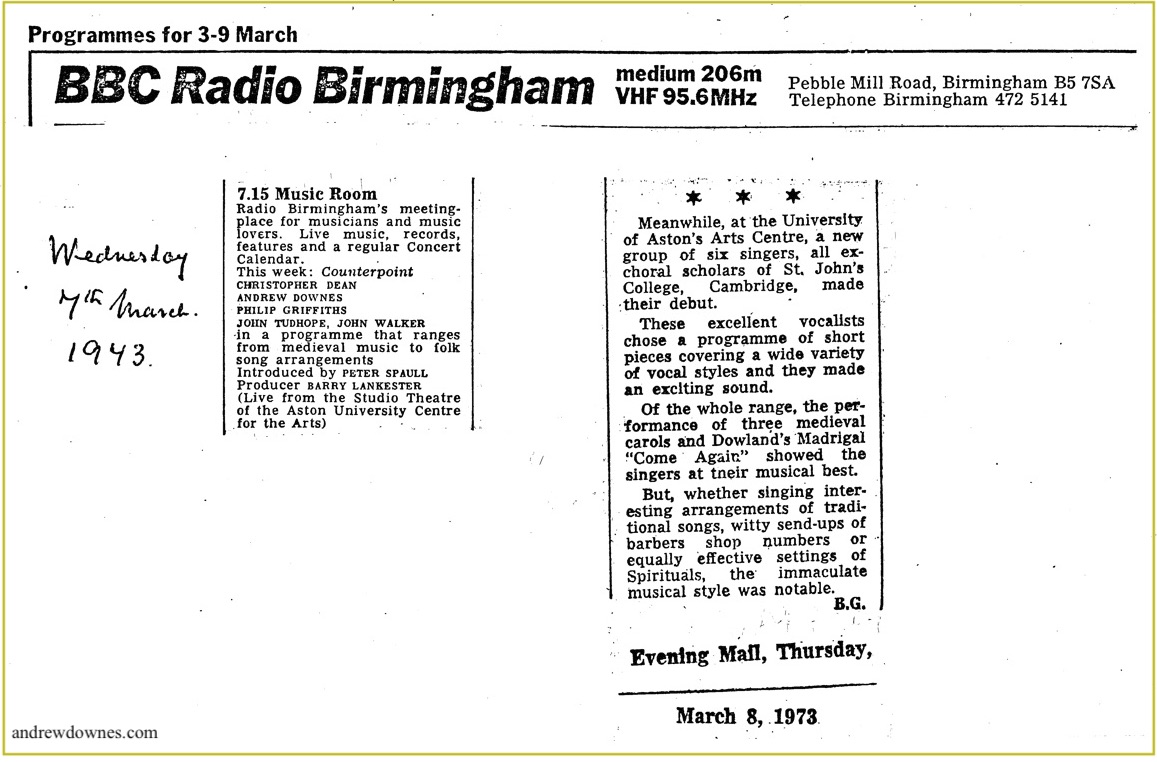 Programmes for 3-9 March
BBC Radio Birmingham
medium 206m
VHF 95.6MHz
Pebble Mill Road, Birmingham B5 7SA
Telephone Birmingham 472 5141
Wednesday
7th March.
1973.
7.15 Music Room
Radio Birmingham's meeting-
place for musicians and music
lovers. Live music, records,
features and a regular Concert
Calendar.
This week: Counterpoint
CHRISTOPHER DEAN
ANDREW DOWNES
PHILIP GRIFFITHS
JOHN TUDHOPE, JOHN WALKER
in a programme that ranges
from medieval music to folk
song arrangements
Introduced by PETER SPAULL
Producer BARRY LANKESTER
(Live from the Studio Theatre
of the Aston University Centre
for the Arts)
* * *
Meanwhile, at the University
of Aston's Arts Centre, a new
group of six singers, all ex-
choral scholars of St. John's
College, Cambridge, made
their debut.
These excellent vocalists
chose a programme of short
pieces covering a wide variety
of vocal styles and they made
an exciting sound.
Of the whole range, the per-
formance of three medieval
carols and Dowland's Madrigal
"Come Again" showed the
singers at tneir musical best.
But, whether singing inter-
esting arrangements of tradi-
tional songs, witty send-ups of
barbers shop numbers or
equally effective settings of
Spirituals, the immaculate
musical style was notable.
B.G.
Evening Mail, Thursday,
March 8, 1973
andrewdownes.com